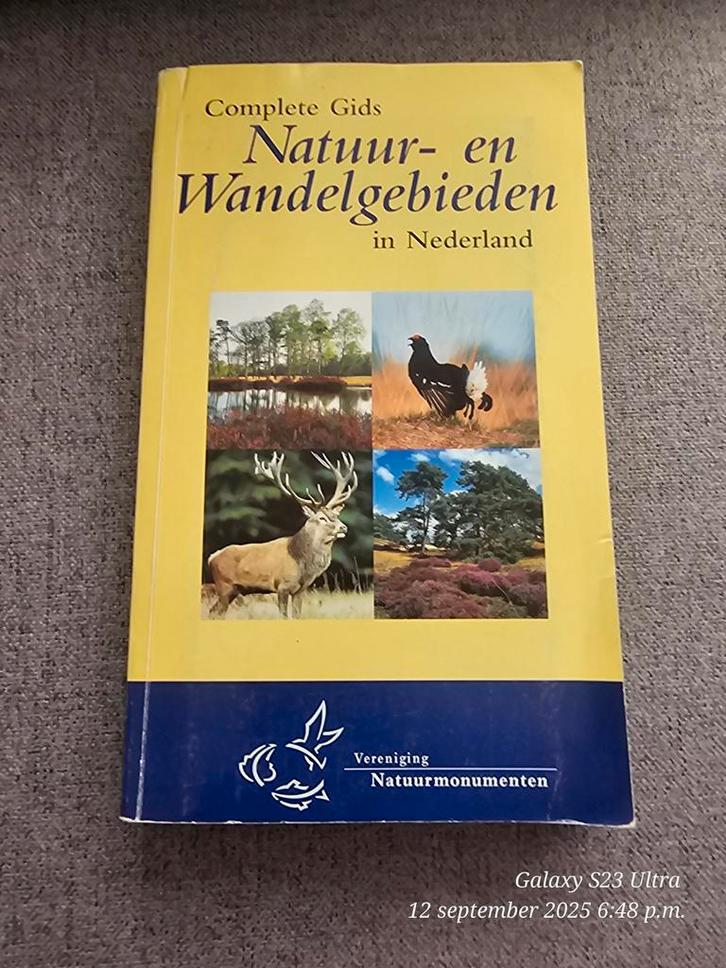 Complete Gids
Natuur- en
Wandelgebieden
in Nederland
Vereniging
Natuurmonumenten
Galaxy S23 Ultra
12 september 2025 6:48 p.m.